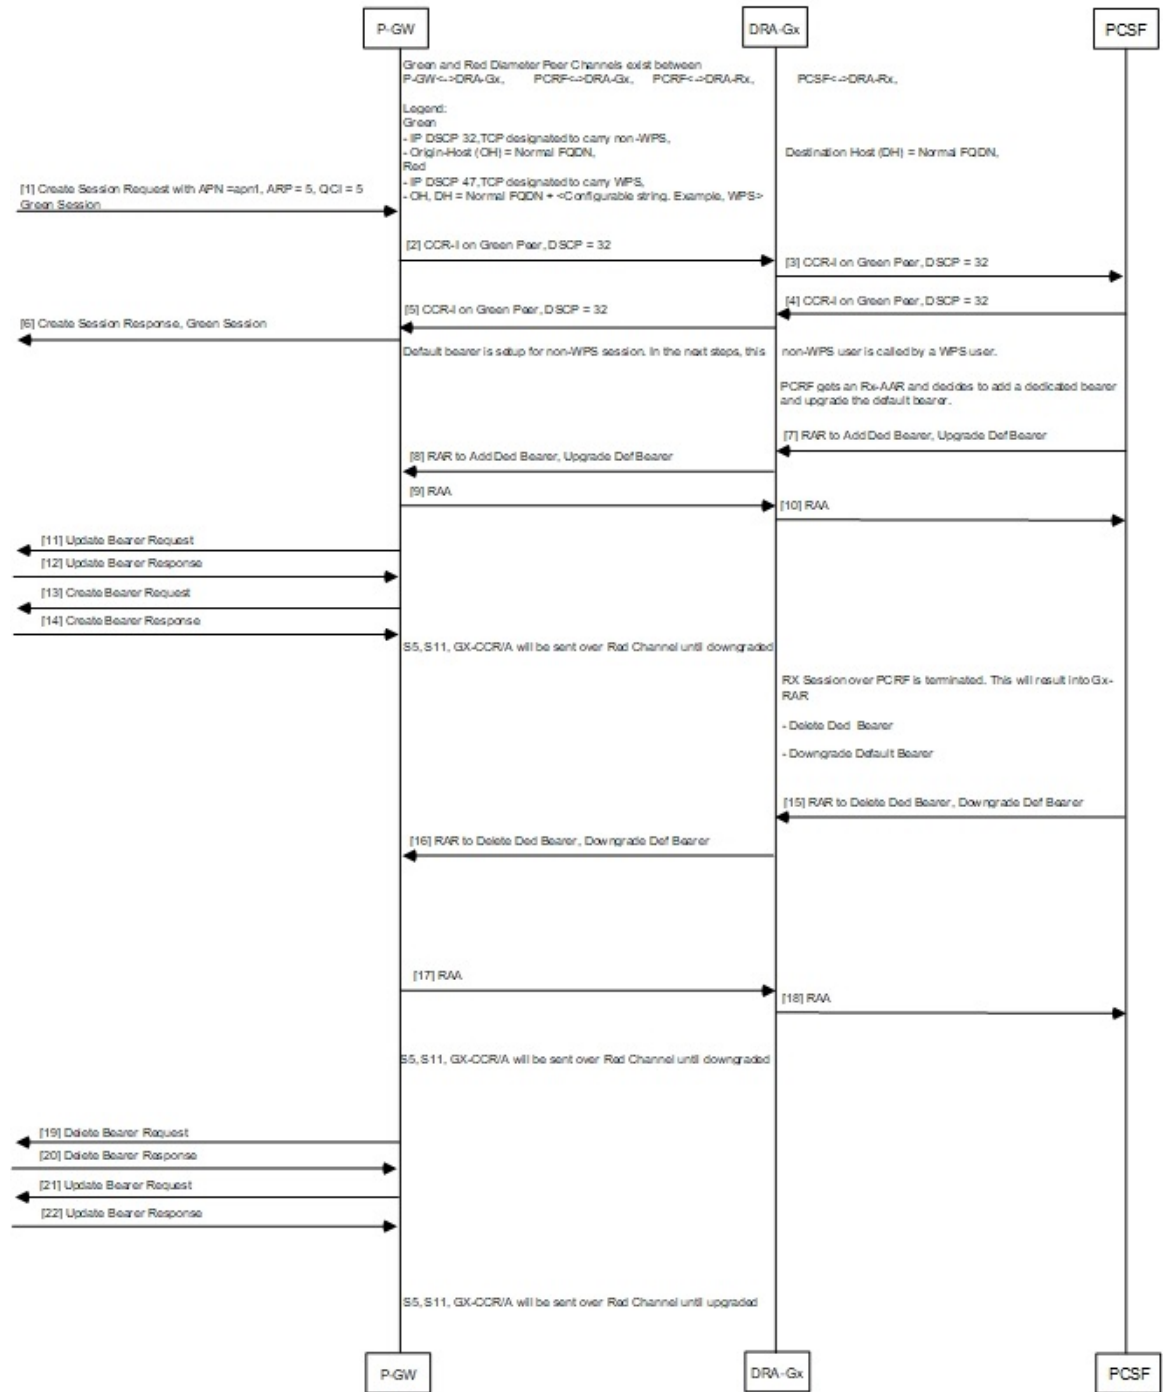 P-GW
DRA-Gx
PCSF
Green and Red Diameter Peer Channels exist between
P-GW<->DRA-Gx, PCRF<->DRA-Gx, PCRF<->DRA-Rx, PCSF<->DRA-Rx,
Legend:
Green
- IP DSCP 32,TCP designated to carry non-WPS,
- Origin-Host (OH) = Normal FQDN, Destination Host (DH) = Normal FQDN,
Red
- IP DSCP 47,TCP designated to carry WPS,
- OH, DH = Normal FQDN + <Configurable string. Example, WPS>
[1] Create Session Request with APN =apn1, ARP = 5, QCI = 5
Green Session
[2] CCR-I on Green Peer, DSCP = 32
[3] CCR-I on Green Peer, DSCP = 32
[4] CCR-I on Green Peer, DSCP = 32
[5] CCR-I on Green Peer, DSCP = 32
[6] Create Session Response, Green Session
Default bearer is setup for non-WPS session. In the next steps, this non-WPS user is called by a WPS user.
PCRF gets an Rx-AAR and decides to add a dedicated bearer
and upgrade the default bearer.
[7] RAR to Add Ded Bearer, Upgrade Def Bearer
[8] RAR to Add Ded Bearer, Upgrade Def Bearer
[9] RAA
[10] RAA
[11] Update Bearer Request
[12] Update Bearer Response
[13] Create Bearer Request
[14] Create Bearer Response
S5, S11, GX-CCR/A will be sent over Red Channel until downgraded
RX Session over PCRF is terminated. This will result into Gx-
RAR
- Delete Ded Bearer
- Downgrade Default Bearer
[15] RAR to Delete Ded Bearer, Downgrade Def Bearer
[16] RAR to Delete Ded Bearer, Downgrade Def Bearer
[17] RAA
[18] RAA
S5, S11, GX-CCR/A will be sent over Red Channel until downgraded
[19] Delete Bearer Request
[20] Delete Bearer Response
[21] Update Bearer Request
[22] Update Bearer Response
S5, S11, GX-CCR/A will be sent over Red Channel until upgraded
P-GW
DRA-Gx
PCSF